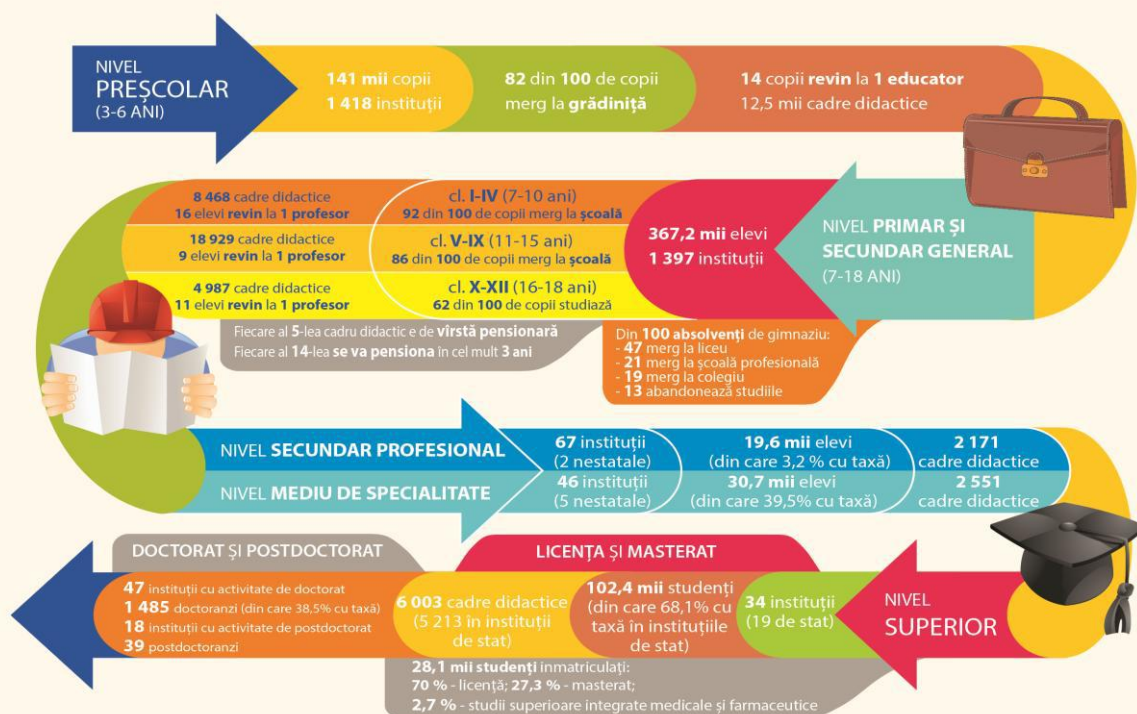 NIVEL
PREȘCOLAR
(3-6 ANI)
141 mii copii
1 418 instituții
82 din 100 de copii
merg la grădiniță
14 copii revin la 1 educator
12,5 mii cadre didactice
NIVEL PRIMAR ȘI
SECUNDAR GENERAL
(7-18 ANI)
367,2 mii elevi
1 397 instituții
cl. I-IV (7-10 ani)
92 din 100 de copii merg la școală
8 468 cadre didactice
16 elevi revin la 1 profesor
cl. V-IX (11-15 ani)
86 din 100 de copii merg la școală
18 929 cadre didactice
9 elevi revin la 1 profesor
cl. X-XII (16-18 ani)
62 din 100 de copii studiază
4 987 cadre didactice
11 elevi revin la 1 profesor
Fiecare al 5-lea cadru didactic e de vîrstă pensionară
Fiecare al 14-lea se va pensiona în cel mult 3 ani
Din 100 absolvenți de gimnaziu:
- 47 merg la liceu
- 21 merg la școală profesională
- 19 merg la colegiu
- 13 abandonează studiile
NIVEL SECUNDAR PROFESIONAL
67 instituții
(2 nestatale)
19,6 mii elevi
(din care 3,2 % cu taxă)
2 171
cadre didactice
NIVEL MEDIU DE SPECIALITATE
46 instituții
(5 nestatale)
30,7 mii elevi
(din care 39,5% cu taxă)
2 551
cadre didactice
NIVEL
SUPERIOR
LICENȚA ȘI MASTERAT
34 instituții
(19 de stat)
102,4 mii studenți
(din care 68,1% cu
taxă în instituțiile
de stat)
6 003 cadre didactice
(5 213 în instituții
de stat)
28,1 mii studenți inmatriculați:
70 % - licență; 27,3 % - masterat;
2,7 % - studii superioare integrate medicale și farmaceutice
DOCTORAT ȘI POSTDOCTORAT
47 instituții cu activitate de doctorat
1 485 doctoranzi (din care 38,5% cu taxă)
18 instituții cu activitate de postdoctorat
39 postdoctoranzi